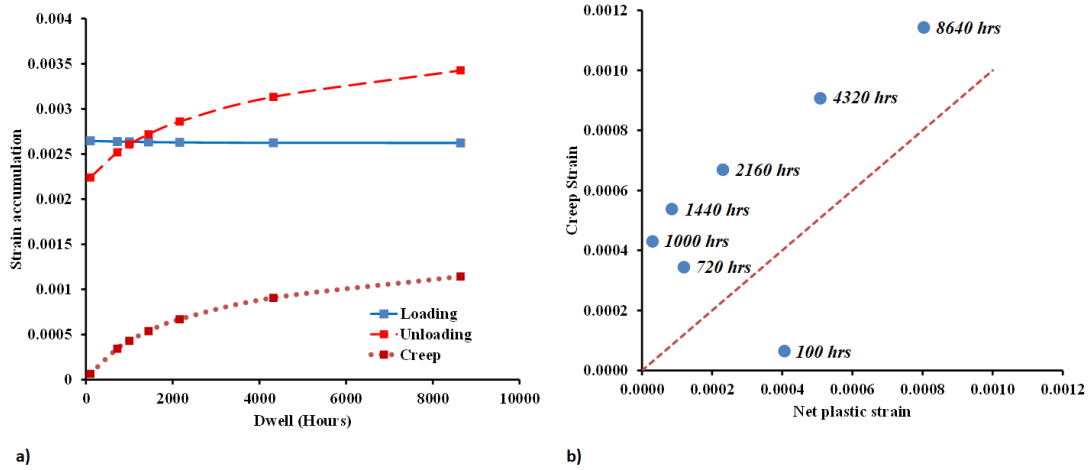 0.004
0.0035
0.003
0.0025
0.002
0.0015
0.001
0.0005
0
Strain accumulation
0 2000 4000 6000 8000 10000
Dwell (Hours)
Loading
Unloading
Creep
a)
0.0012
0.0010
0.0008
0.0006
0.0004
0.0002
0.0000
Creep Strain
8640 hrs
4320 hrs
2160 hrs
1440 hrs
1000 hrs
720 hrs
100 hrs
0.0000 0.0002 0.0004 0.0006 0.0008 0.0010 0.0012
Net plastic strain
b)